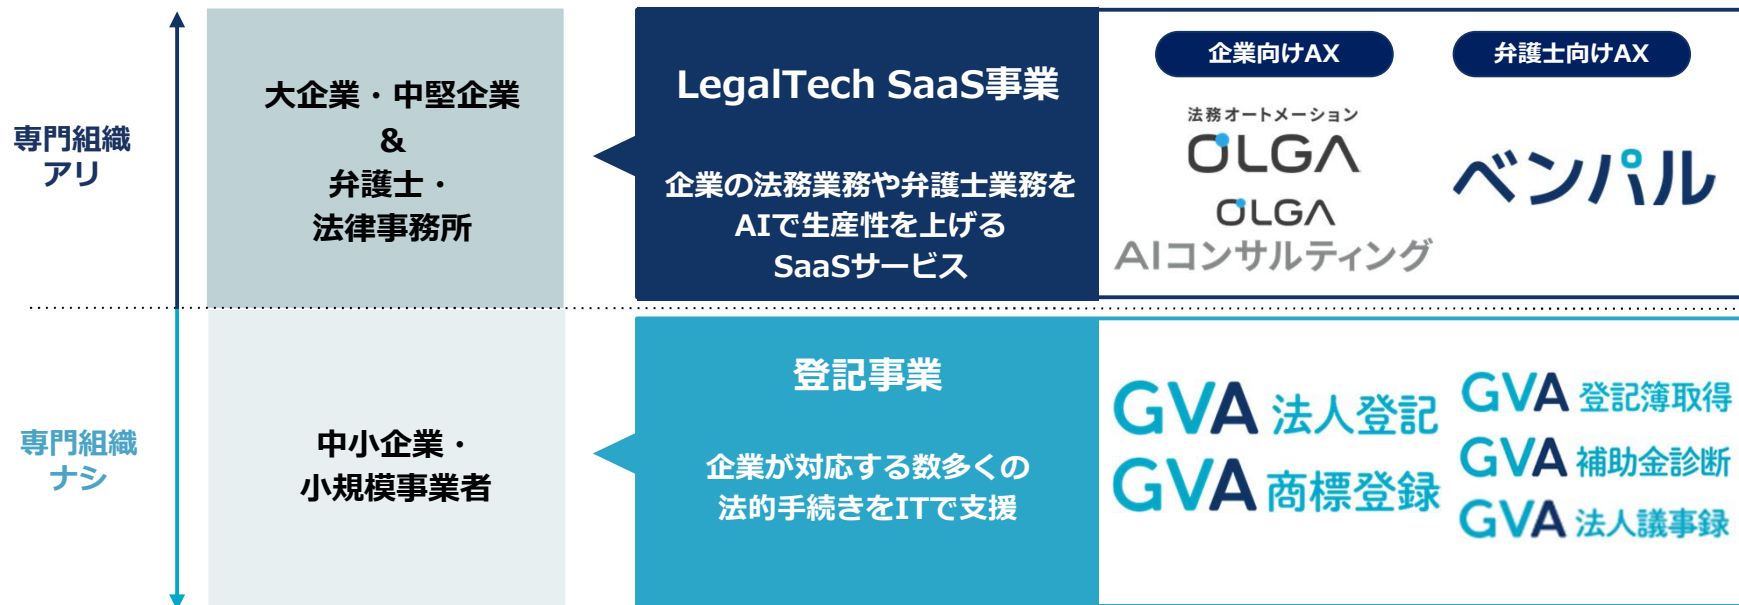 専門組織
アリ
大企業・中堅企業
&
弁護士・
法律事務所
LegalTech SaaS事業
企業の法務業務や弁護士業務を
AIで生産性を上げる
SaaSサービス
企業向けAX
法務オートメーション
OLGA
OLGA
AIコンサルティング
弁護士向けAX
ベンパル
専門組織
ナシ
中小企業・
小規模事業者
登記事業
企業が対応する数多くの
法的手続きをITで支援
GVA 法人登記
GVA 商標登録
GVA 登記簿取得
GVA 補助金診断
GVA 法人議事録